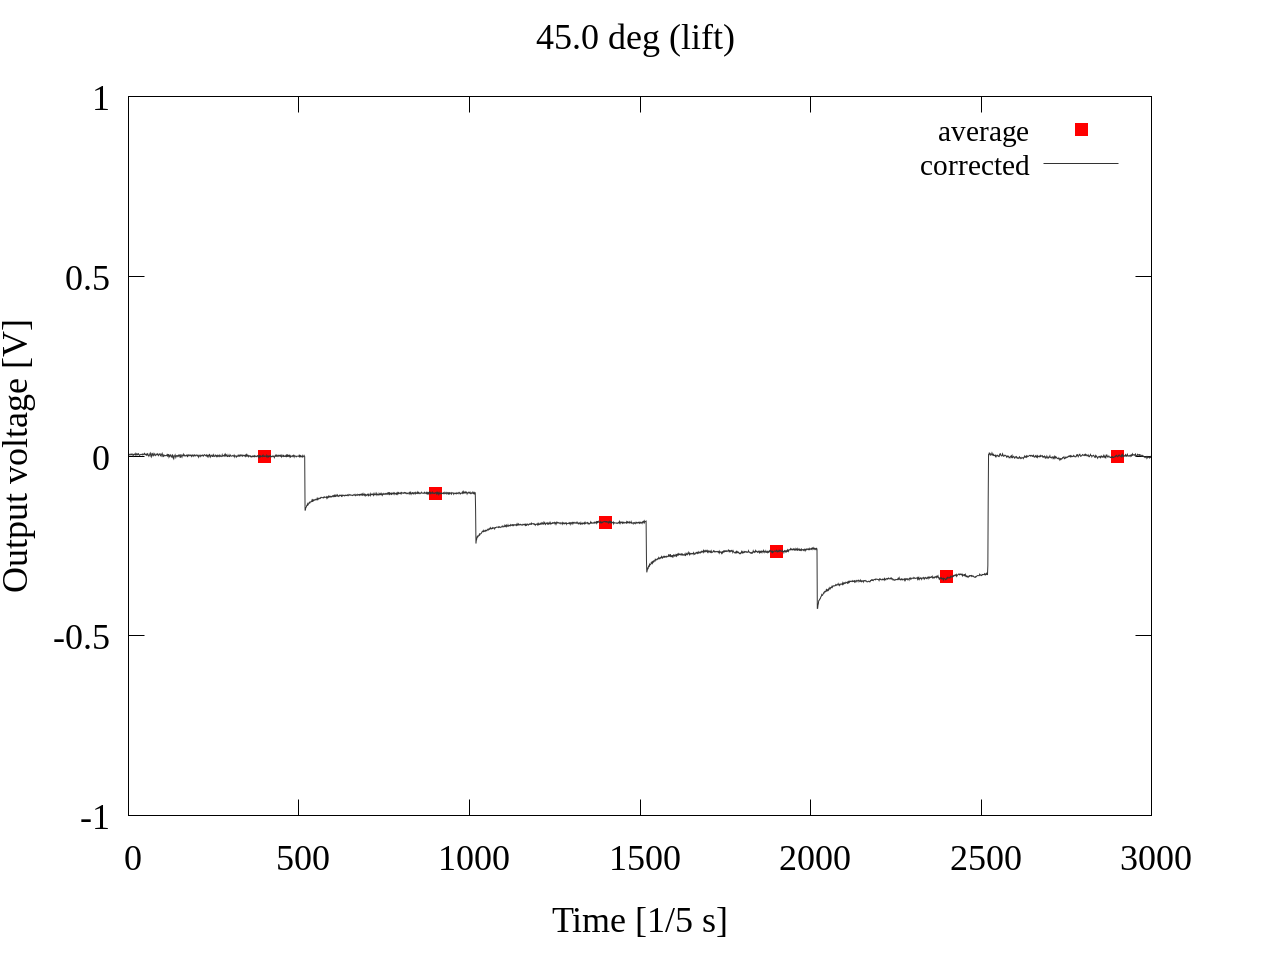 45.0 deg (lift)
average
corrected
1
0.5
0
-0.5
-1
Output voltage [V]
0 500 1000 1500 2000 2500 3000
Time [1/5 s]